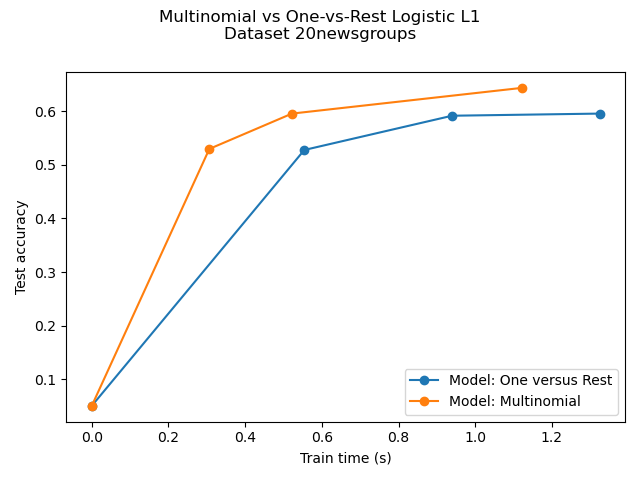 Multinomial vs One-vs-Rest Logistic L1
Dataset 20newsgroups
0.6
0.5
0.4
0.3
0.2
0.1
Test accuracy
0.0 0.2 0.4 0.6 0.8 1.0 1.2
Train time (s)
Model: One versus Rest
Model: Multinomial